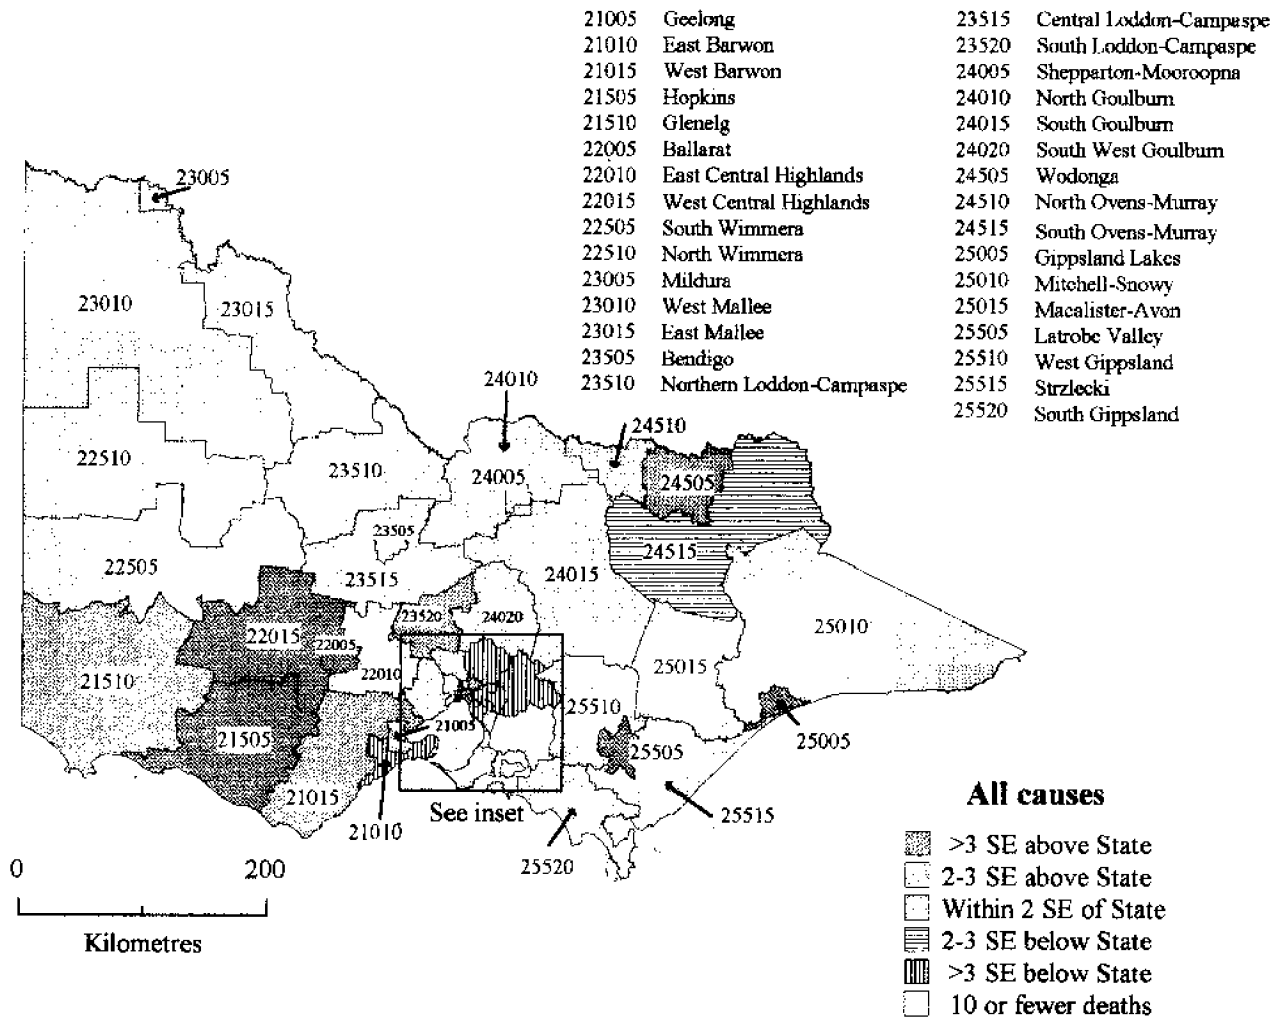 21005 Geelong
21010 East Barwon
21015 West Barwon
21505 Hopkins
21510 Glenelg
22005 Ballarat
22010 East Central Highlands
22015 West Central Highlands
22505 South Wimmera
22510 North Wimmera
23005 Mildura
23010 West Mallee
23015 East Mallee
23505 Bendigo
23510 Northern Loddon-Campaspe
23515 Central Loddon-Campaspe
23520 South Loddon-Campaspe
24005 Shepparton-Mooroopna
24010 North Goulburn
24015 South Goulburn
24020 South West Goulburn
24505 Wodonga
24510 North Ovens-Murray
24515 South Ovens-Murray
25005 Gippsland Lakes
25010 Mitchell-Snowy
25015 Macalister-Avon
25505 Latrobe Valley
25510 West Gippsland
25515 Strzlecki
25520 South Gippsland
23005
23010
23015
24010
24510
22510
23510
24005
24505
23505
24515
22505
23515
24015
23520
24020
22015
22005
25010
21510
22010
25015
25510
21505
21005
25505
25005
21015
See inset
25515
21010
25520
0 200
Kilometres
All causes
>3 SE above State
2-3 SE above State
Within 2 SE of State
2-3 SE below State
>3 SE below State
10 or fewer deaths